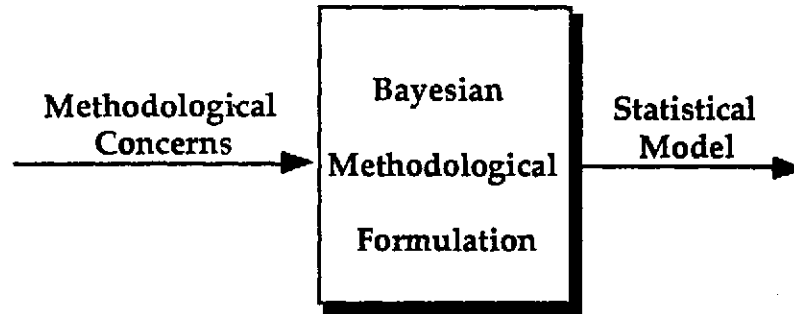 Methodological
Concerns
Bayesian
Methodological
Formulation
Statistical
Model